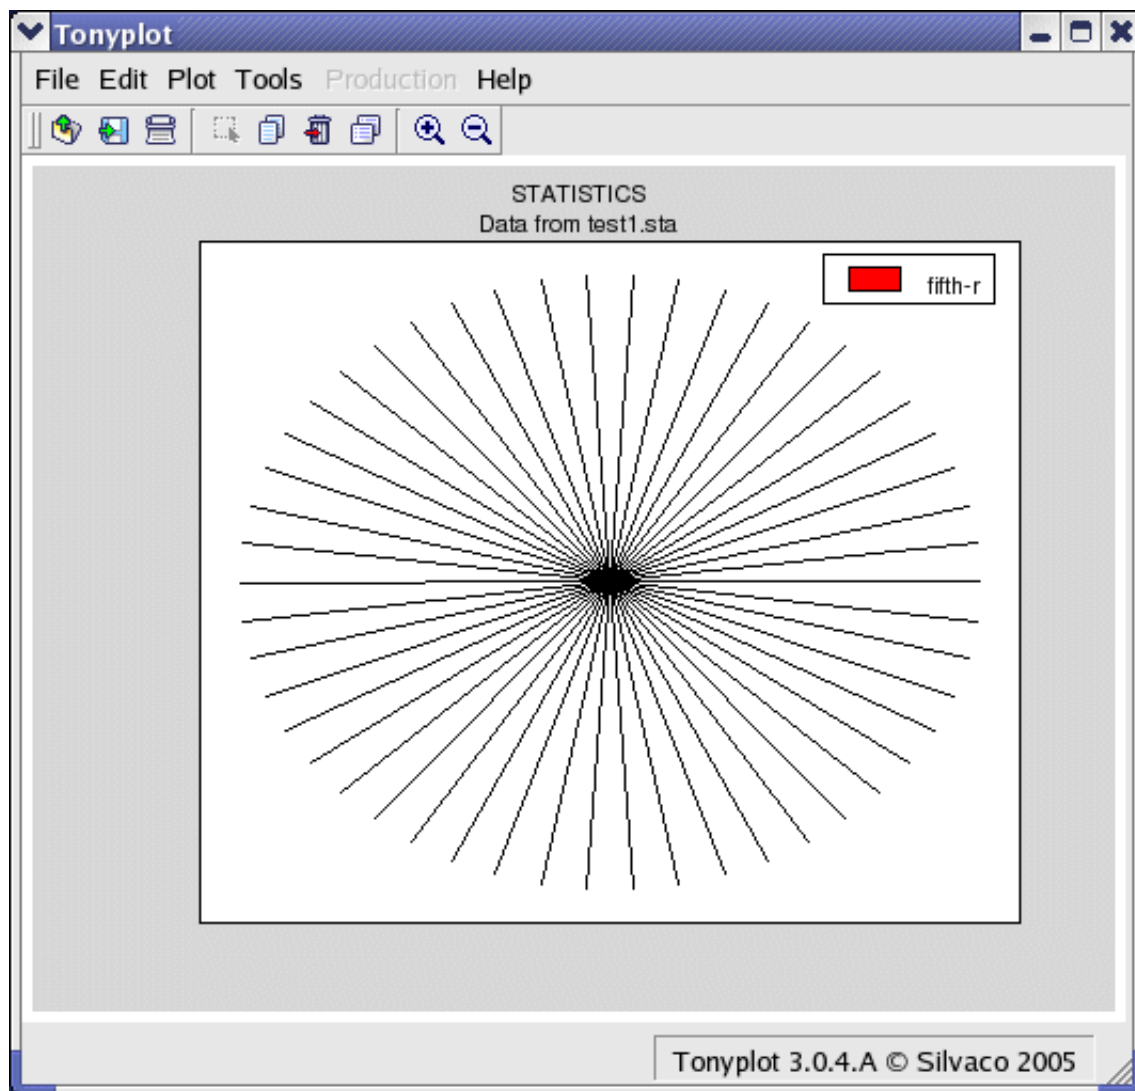 Tonyplot
File Edit Plot Tools Production Help
STATISTICS
Data from test1.sta
fifth-r
Tonyplot 3.0.4.A © Silvaco 2005